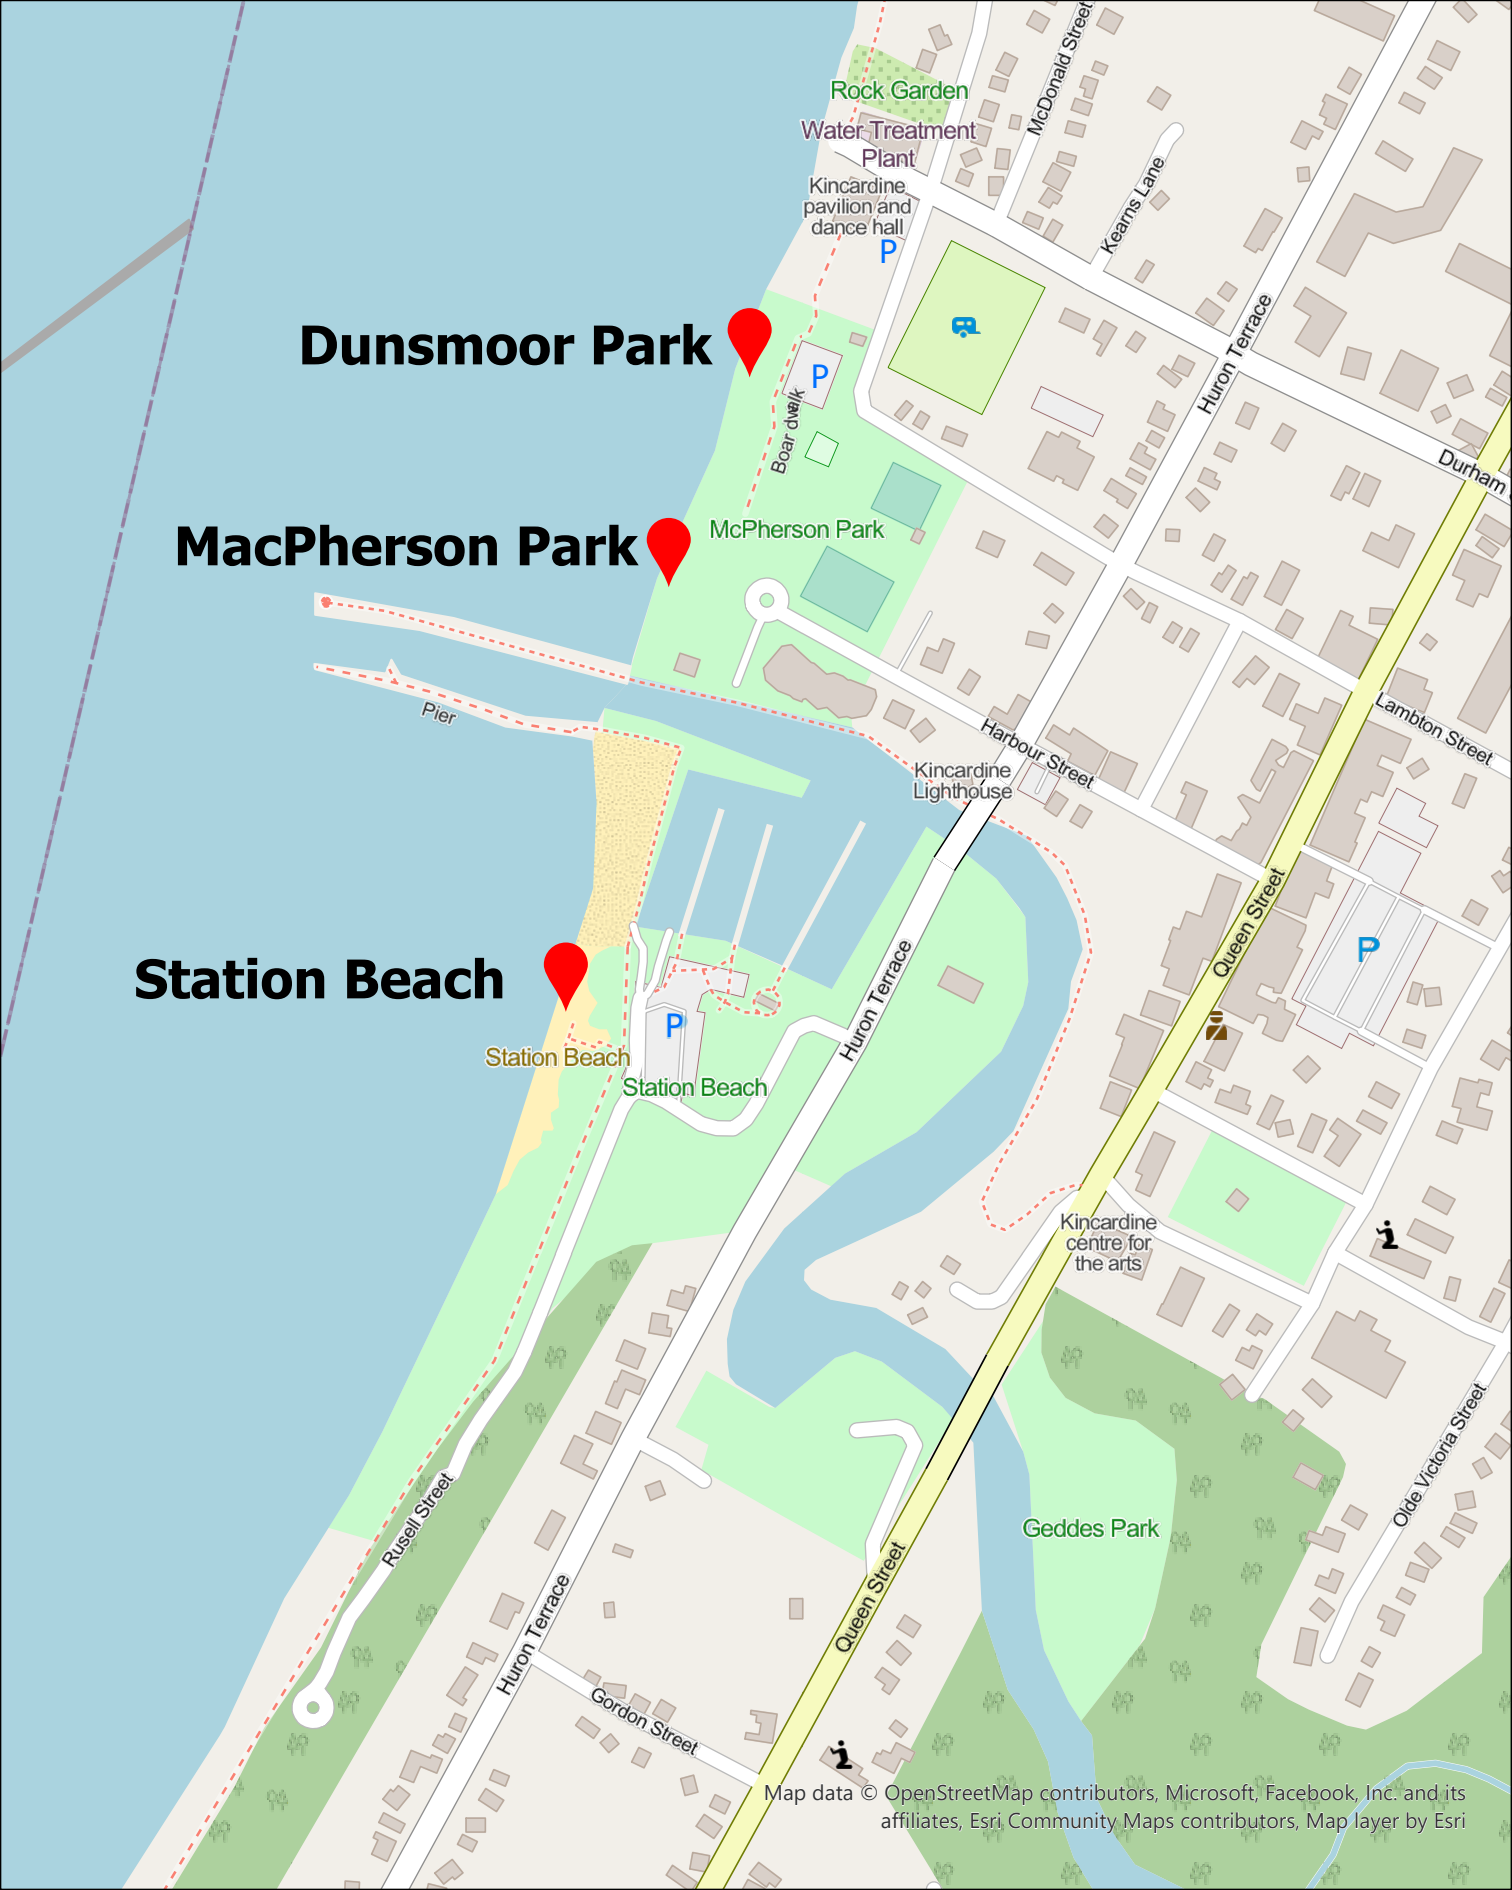 McDonald Street
Rock Garden
Water Treatment
Plant
Kincardine
pavilion and
dance hall
P
Kearns Lane
Huron Terrace
Dunsmoor Park
P
Boar dwalk
Durham
MacPherson Park
McPherson Park
Pier
Harbour Street
Lambton Street
Kincardine
Lighthouse
Queen Street
P
Station Beach
Huron Terrace
P
Station Beach
Station Beach
Kincardine
centre for
the arts
Olde Victoria Street
Rusell Street
Geddes Park
Queen Street
Huron Terrace
Gordon Street
Map data © OpenStreetMap contributors, Microsoft, Facebook, Inc. and its
affiliates, Esri Community Maps contributors, Map layer by Esri